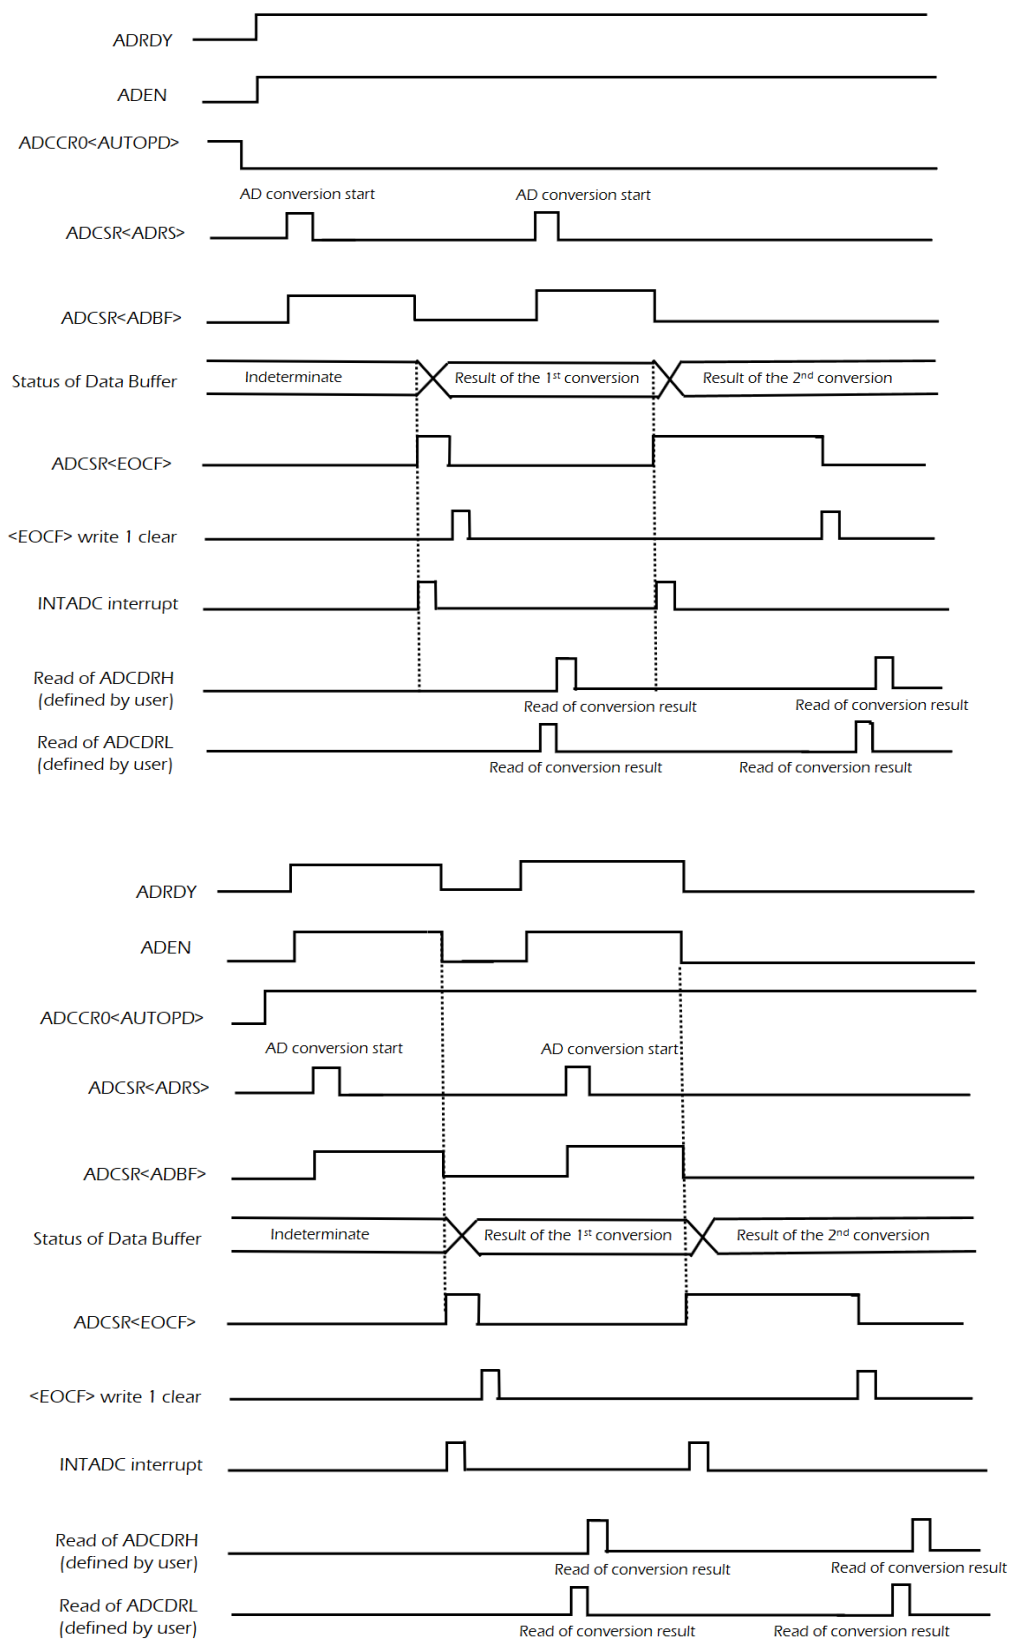 ADRDY
ADEN
ADCCR0<AUTOPD>
AD conversion start AD conversion start
ADCSR<ADRS>
ADCSR<ADBF>
Status of Data Buffer Indeterminate Result of the 1st conversion Result of the 2nd conversion
ADCSR<EOCF>
<EOCF> write 1 clear
INTADC interrupt
Read of ADCDRH
(defined by user)
Read of conversion result Read of conversion result
Read of ADCDRL
(defined by user)
Read of conversion result Read of conversion result
ADRDY
ADEN
ADCCR0<AUTOPD>
AD conversion start AD conversion start
ADCSR<ADRS>
ADCSR<ADBF>
Status of Data Buffer Indeterminate Result of the 1st conversion Result of the 2nd conversion
ADCSR<EOCF>
<EOCF> write 1 clear
INTADC interrupt
Read of ADCDRH
(defined by user)
Read of conversion result Read of conversion result
Read of ADCDRL
(defined by user)
Read of conversion result Read of conversion result